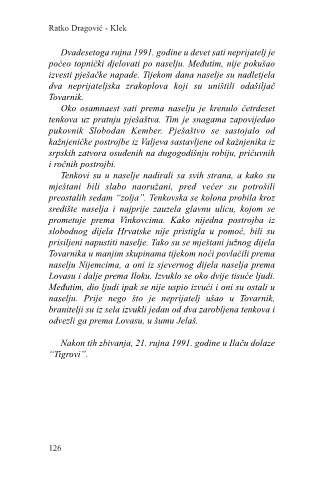 Ratko Dragović - Klek
Dvadesetoga rujna 1991. godine u devet sati neprijatelj je
počeo topnički djelovati po naselju. Međutim, nije pokušao
izvesti pješačke napade. Tijekom dana naselje su nadletjela
dva neprijateljska zrakoplova koji su uništili odašiljač
Tovarnik.
Oko osamnaest sati prema naselju je krenulo četrdeset
tenkova uz pratnju pješaštva. Tim je snagama zapovijedao
pukovnik Slobodan Kember. Pješaštvo se sastojalo od
kažnjeničke postrojbe iz Valjeva sastavljene od kažnjenika iz
srpskih zatvora osuđenih na dugogodišnju robiju, pričuvnih
i ročnih postrojbi.
Tenkovi su u naselje nadirali sa svih strana, a kako su
mještani bili slabo naoružani, pred večer su potrošili
preostalih sedam “zolja”. Tenkovska se kolona probila kroz
središte naselja i najprije zauzela glavnu ulicu, kojom se
prometuje prema Vinkovcima. Kako nijedna postrojba iz
slobodnog dijela Hrvatske nije pristigla u pomoć, bili su
prisiljeni napustiti naselje. Tako su se mještani južnog dijela
Tovarnika u manjim skupinama tijekom noći povlačili prema
naselju Nijemcima, a oni iz sjevernog dijela naselja prema
Lovasu i dalje prema Iloku. Izvuklo se oko dvije tisuće ljudi.
Međutim, dio ljudi ipak se nije uspio izvući i oni su ostali u
naselju. Prije nego što je neprijatelj ušao u Tovarnik,
branitelji su iz sela izvukli jedan od dva zarobljena tenkova i
odvezli ga prema Lovasu, u šumu Jelaš.
Nakon tih zbivanja, 21. rujna 1991. godine u Ilaču dolaze
“Tigrovi”.
126